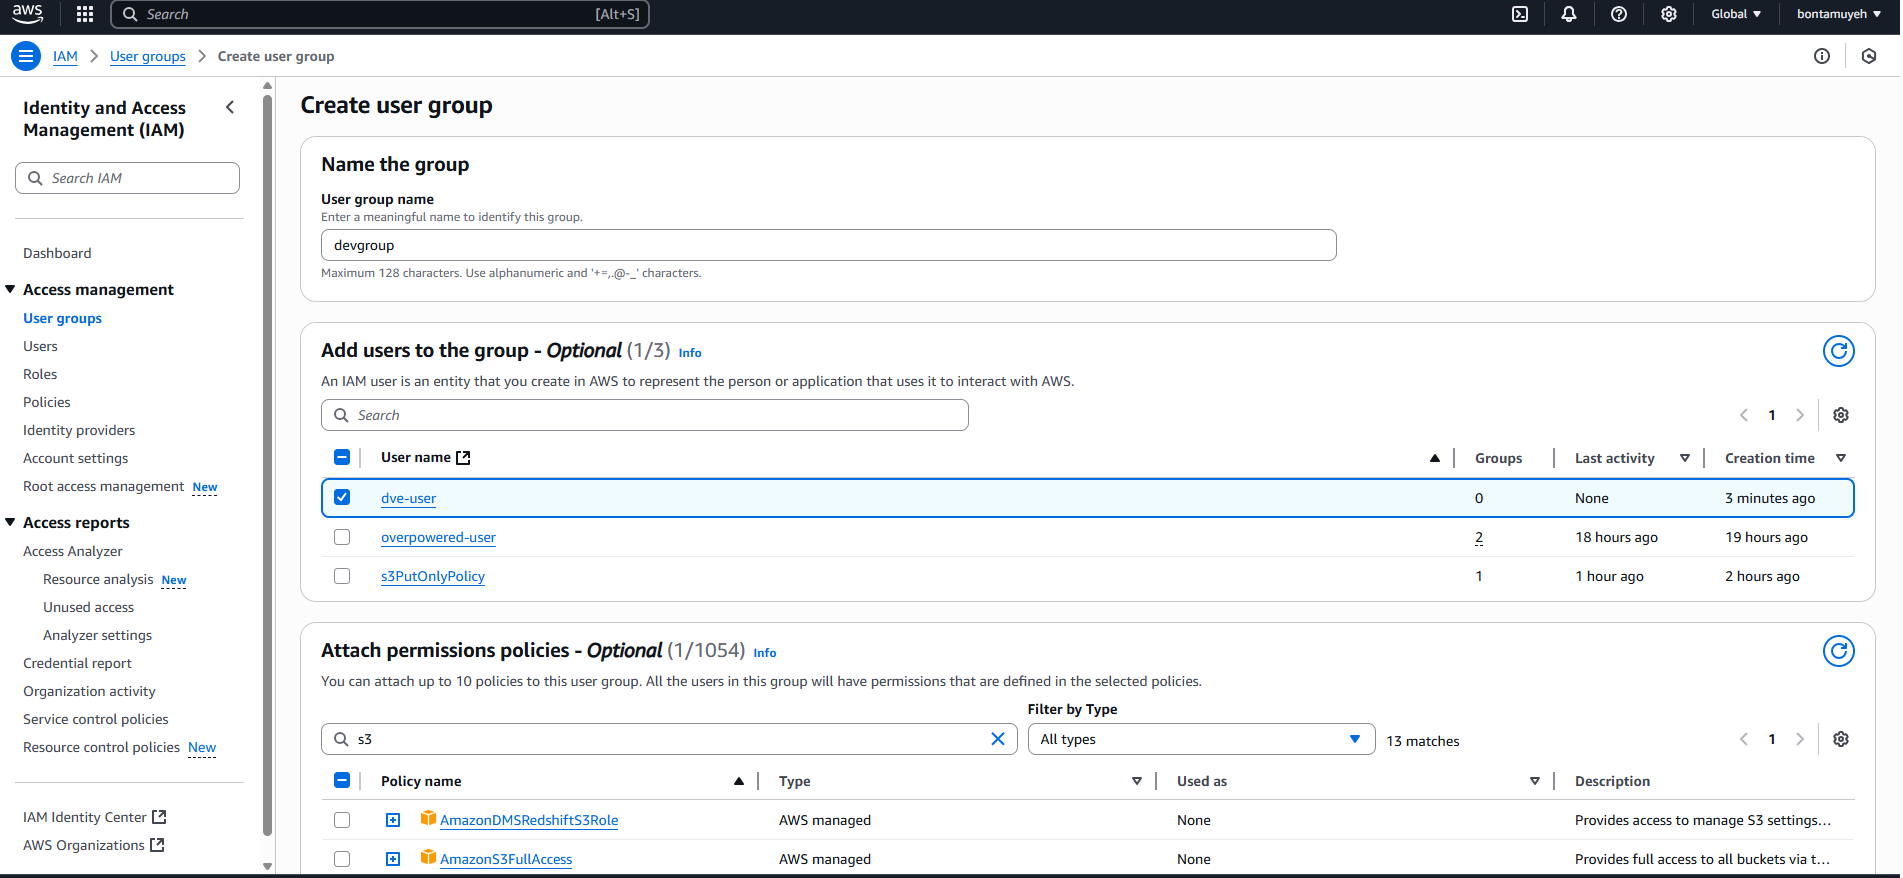 aws
Search
[Alt+S]
Global
bontamuyeh
IAM
User groups
Create user group
Identity and Access
Management (IAM)
Search IAM
Dashboard
Access management
User groups
Users
Roles
Policies
Identity providers
Account settings
Root access management New
Access reports
Access Analyzer
Resource analysis New
Unused access
Analyzer settings
Credential report
Organization activity
Service control policies
Resource control policies New
IAM Identity Center
AWS Organizations
Create user group
Name the group
User group name
Enter a meaningful name to identify this group.
devgroup
Maximum 128 characters. Use alphanumeric and '+=,.@-_' characters.
Add users to the group - Optional (1/3) Info
An IAM user is an entity that you create in AWS to represent the person or application that uses it to interact with AWS.
Search
1
User name Groups Last activity Creation time
dve-user 0 None 3 minutes ago
overpowered-user 2 18 hours ago 19 hours ago
s3PutOnlyPolicy 1 1 hour ago 2 hours ago
Attach permissions policies - Optional (1/1054) Info
You can attach up to 10 policies to this user group. All the users in this group will have permissions that are defined in the selected policies.
Filter by Type
s3 All types 13 matches 1
Policy name Type Used as Description
AmazonDMSRedshiftS3Role AWS managed None Provides access to manage S3 settings...
AmazonS3FullAccess AWS managed None Provides full access to all buckets via t...